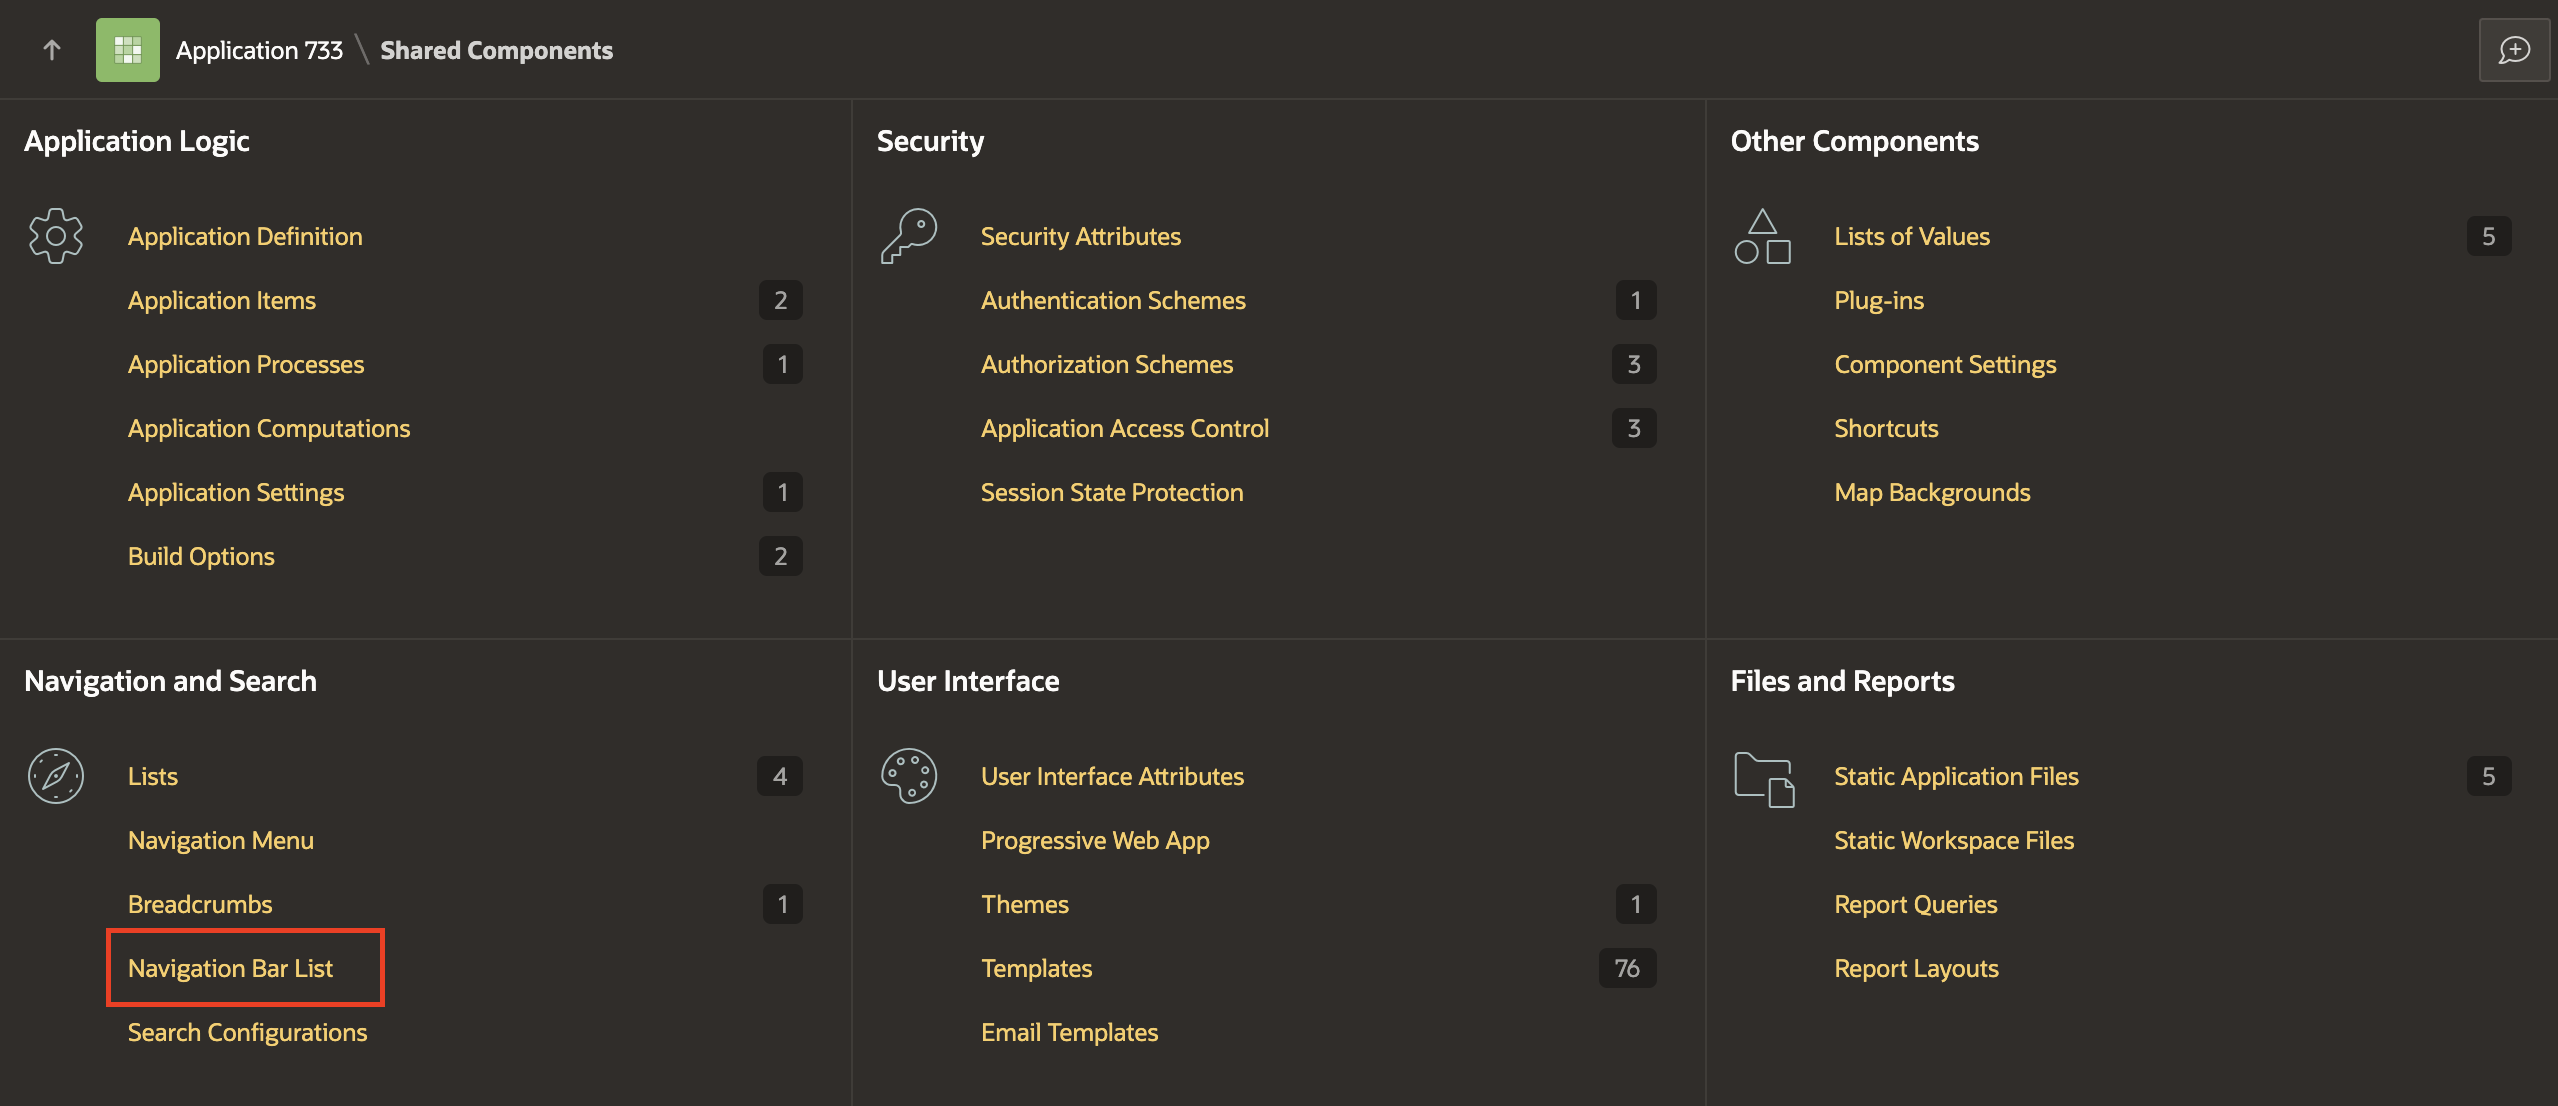 Application 733 \ Shared Components
Application Logic
Application Definition
Application Items 2
Application Processes 1
Application Computations
Application Settings 1
Build Options 2
Security
Security Attributes
Authentication Schemes 1
Authorization Schemes 3
Application Access Control 3
Session State Protection
Other Components
Lists of Values 5
Plug-ins
Component Settings
Shortcuts
Map Backgrounds
Navigation and Search
Lists 4
Navigation Menu
Breadcrumbs 1
Navigation Bar List
Search Configurations
User Interface
User Interface Attributes
Progressive Web App
Themes 1
Templates 76
Email Templates
Files and Reports
Static Application Files 5
Static Workspace Files
Report Queries
Report Layouts